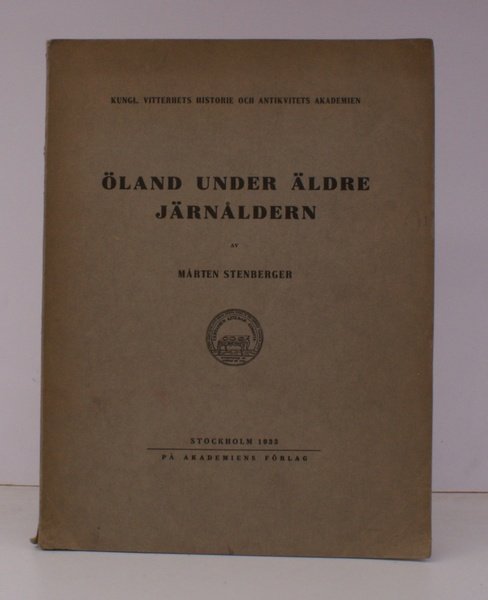 KUNGL. VITTERHETS HISTORIE OCH ANTIKVITETS AKADEMIEN
ÖLAND UNDER ÄLDRE
JÄRNÅLDERN
AV
MÅRTEN STENBERGER
STOCKHOLM 1933
PÅ AKADEMIENS FÖRLAG